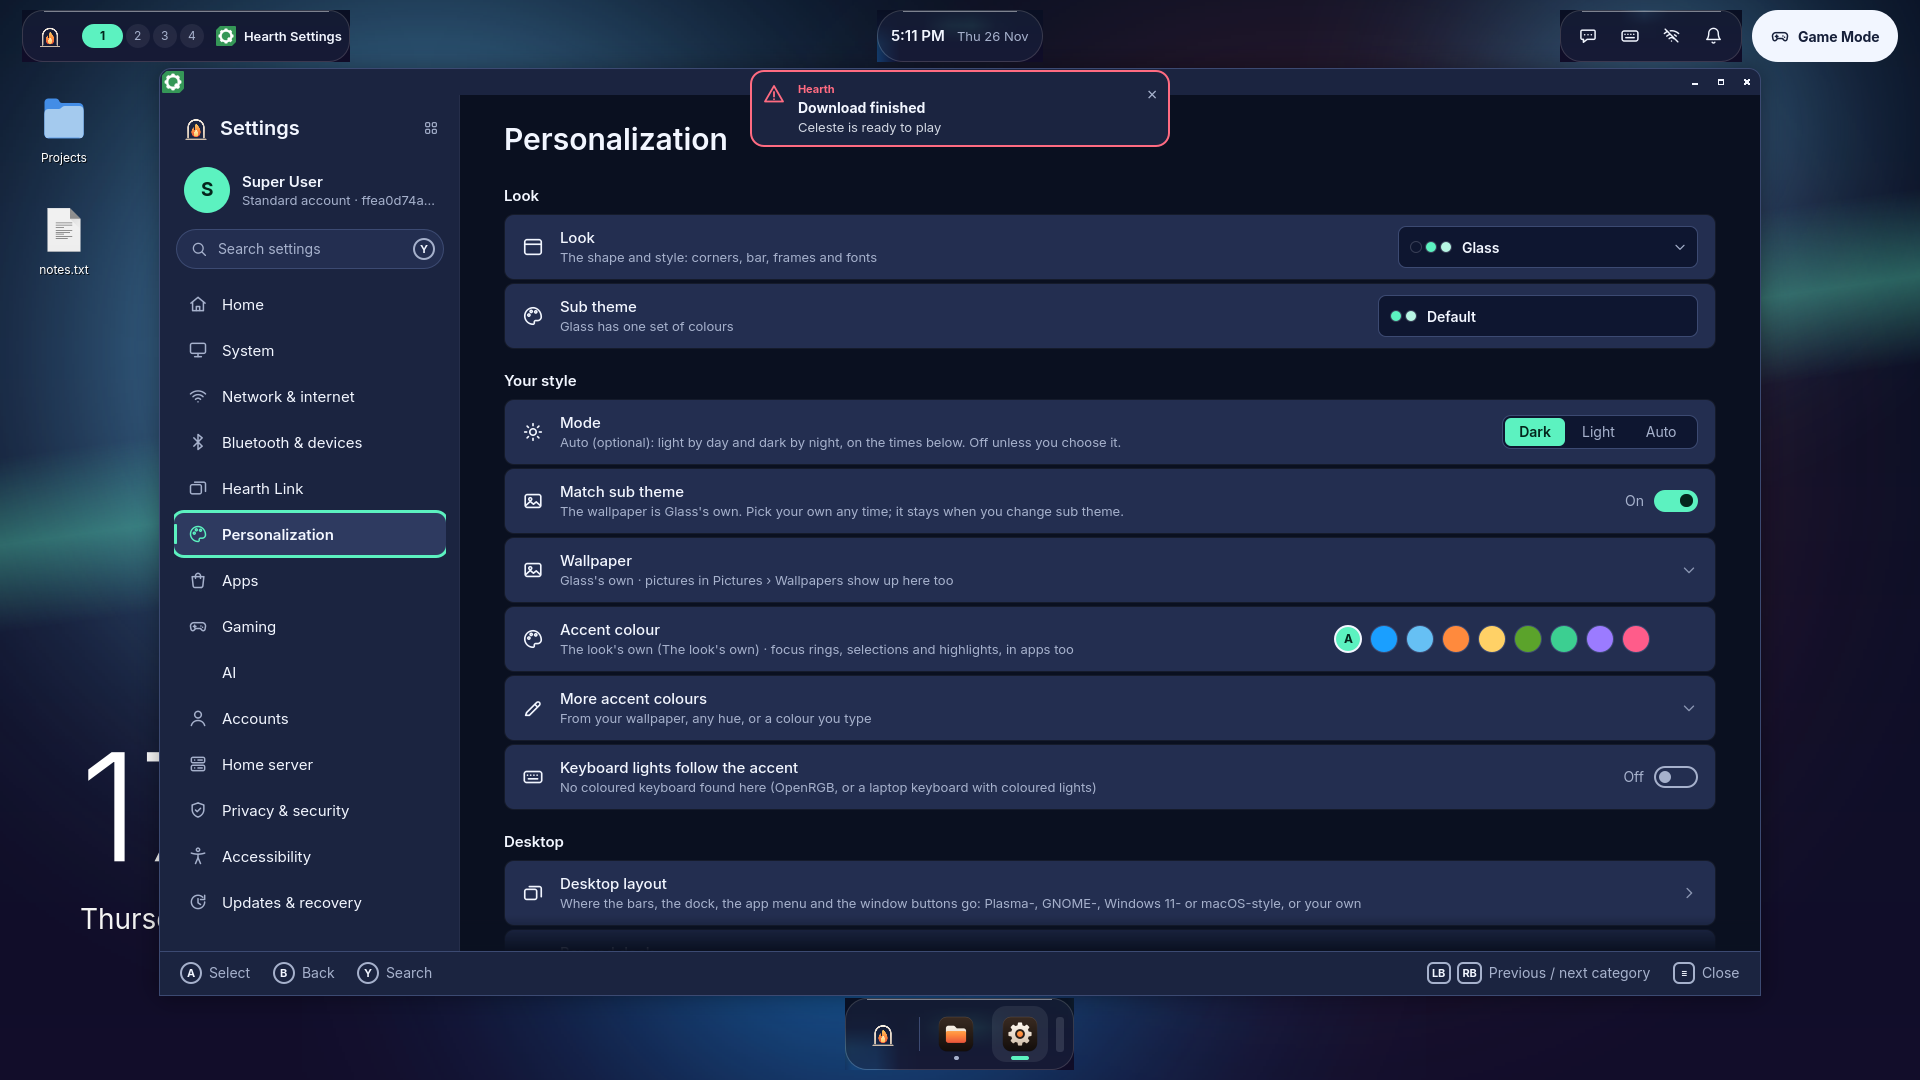 1 2 3 4 Hearth Settings
5:11 PM Thu 26 Nov
Game Mode
Projects
notes.txt
Thurs
Hearth
Download finished
Celeste is ready to play
Settings
S
Super User
Standard account · ffea0d74a...
Search settings Y
Home
System
Network & internet
Bluetooth & devices
Hearth Link
Personalization
Apps
Gaming
AI
Accounts
Home server
Privacy & security
Accessibility
Updates & recovery
Personalization
Look
Look
The shape and style: corners, bar, frames and fonts
Glass
Sub theme
Glass has one set of colours
Default
Your style
Mode
Auto (optional): light by day and dark by night, on the times below. Off unless you choose it.
Dark Light Auto
Match sub theme
The wallpaper is Glass's own. Pick your own any time; it stays when you change sub theme.
On
Wallpaper
Glass's own · pictures in Pictures › Wallpapers show up here too
Accent colour
The look's own (The look's own) · focus rings, selections and highlights, in apps too
A
More accent colours
From your wallpaper, any hue, or a colour you type
Keyboard lights follow the accent
No coloured keyboard found here (OpenRGB, or a laptop keyboard with coloured lights)
Off
Desktop
Desktop layout
Where the bars, the dock, the app menu and the window buttons go: Plasma-, GNOME-, Windows 11- or macOS-style, or your own
A Select B Back Y Search
LB RB Previous / next category Close